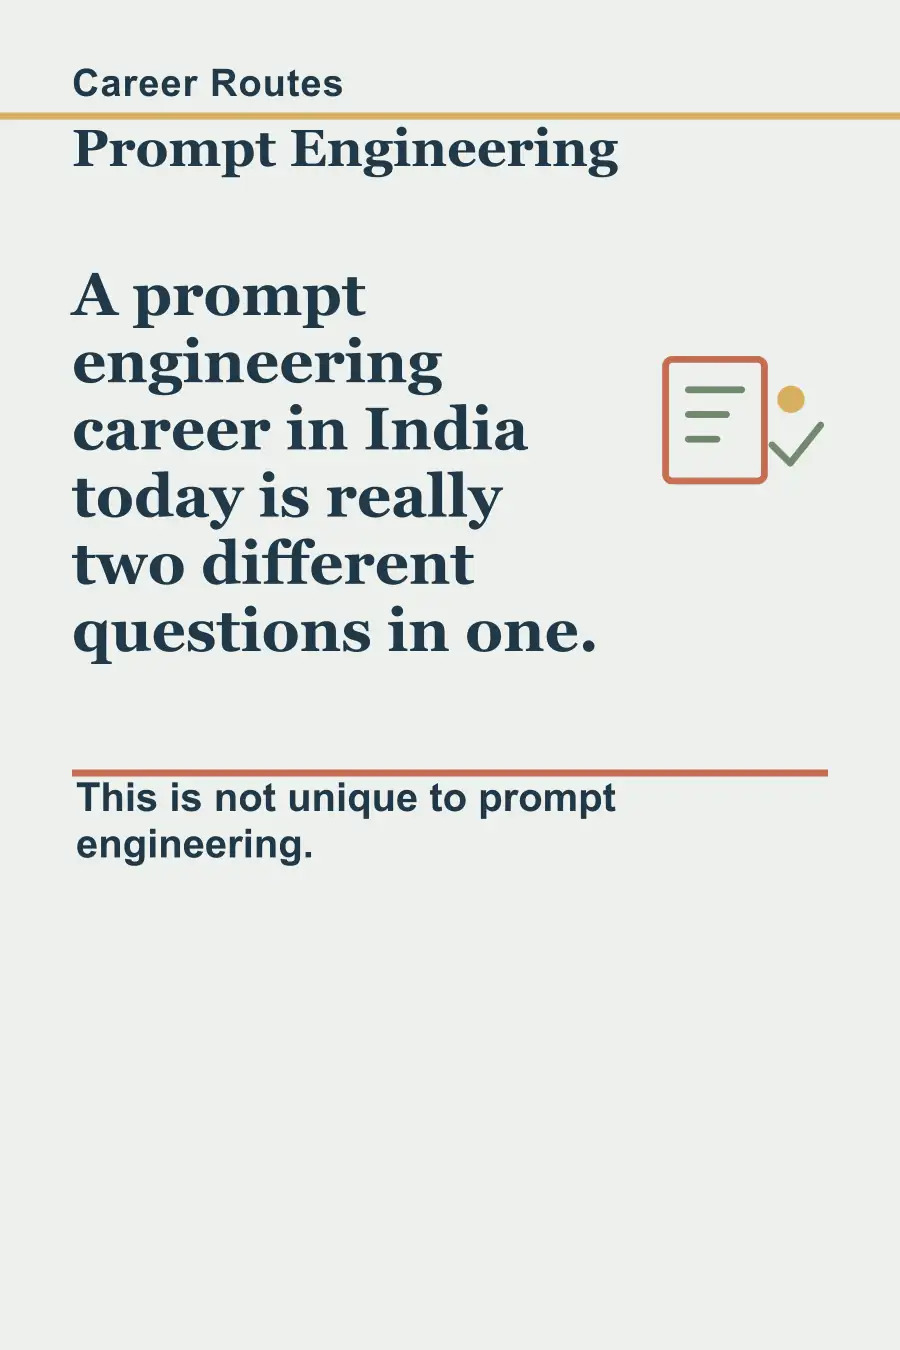 Career Routes
Prompt Engineering
A prompt
engineering
career in India
today is really
two different
questions in one.
This is not unique to prompt
engineering.